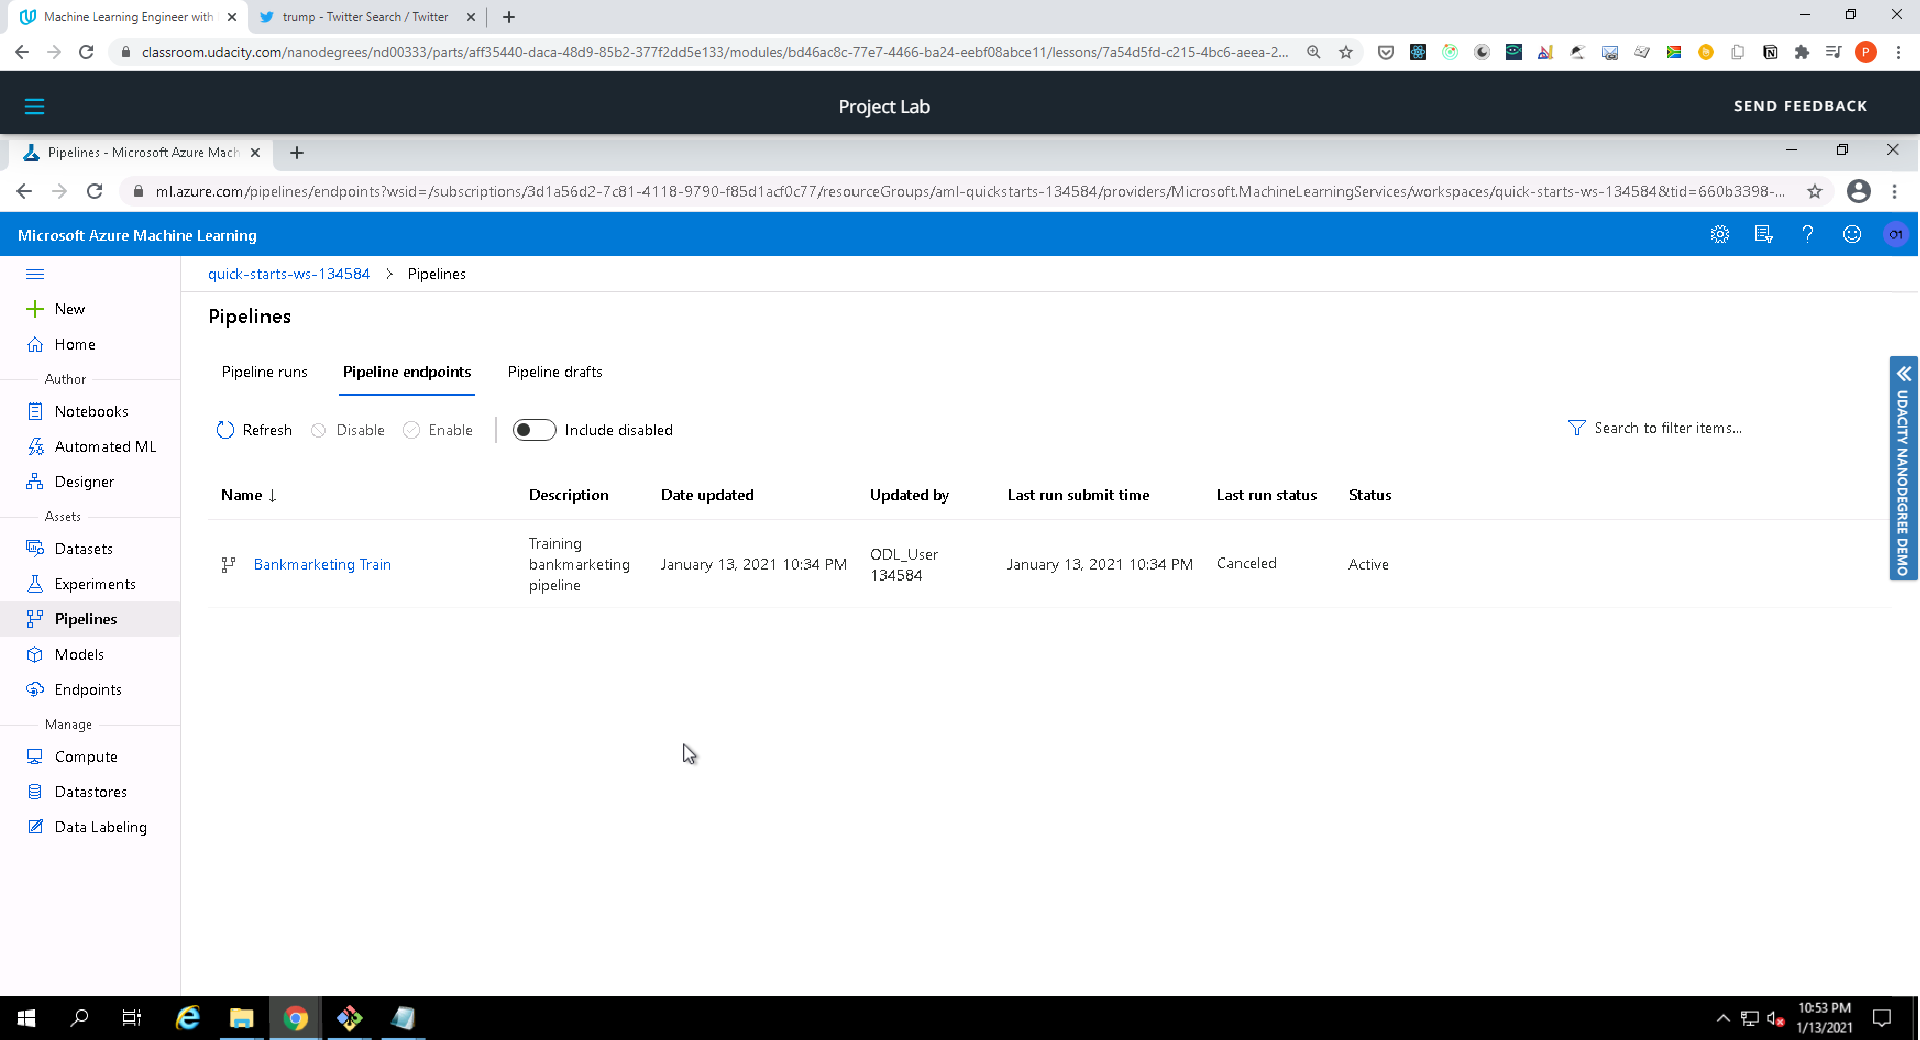 Machine Learning Engineer with
trump - Twitter Search / Twitter
classroom.udacity.com/nanodegrees/nd00333/parts/aff35440-daca-48d9-85b2-377f2dd5e133/modules/bd46ac8c-77e7-4466-ba24-eebf08abce11/lessons/7a54d5fd-c215-4bc6-aeea-2...
P
Project Lab
SEND FEEDBACK
Pipelines - Microsoft Azure Mach
ml.azure.com/pipelines/endpoints?wsid=/subscriptions/3d1a56d2-7c81-4118-9790-f85d1acf0c77/resourceGroups/aml-quickstarts-134584/providers/Microsoft.MachineLearningServices/workspaces/quick-starts-ws-134584&tid=660b3398-...
Microsoft Azure Machine Learning
O1
quick-starts-ws-134584 > Pipelines
New
Home
Author
Notebooks
Automated ML
Designer
Assets
Datasets
Experiments
Pipelines
Models
Endpoints
Manage
Compute
Datastores
Data Labeling
Pipelines
Pipeline runs
Pipeline endpoints
Pipeline drafts
Refresh
Disable
Enable
Include disabled
Search to filter items...
Name ↓
Description
Date updated
Updated by
Last run submit time
Last run status
Status
Bankmarketing Train
Training
bankmarketing
pipeline
January 13, 2021 10:34 PM
ODL_User
134584
January 13, 2021 10:34 PM
Canceled
Active
UDACITY NANODEGREE DEMO
10:53 PM
1/13/2021